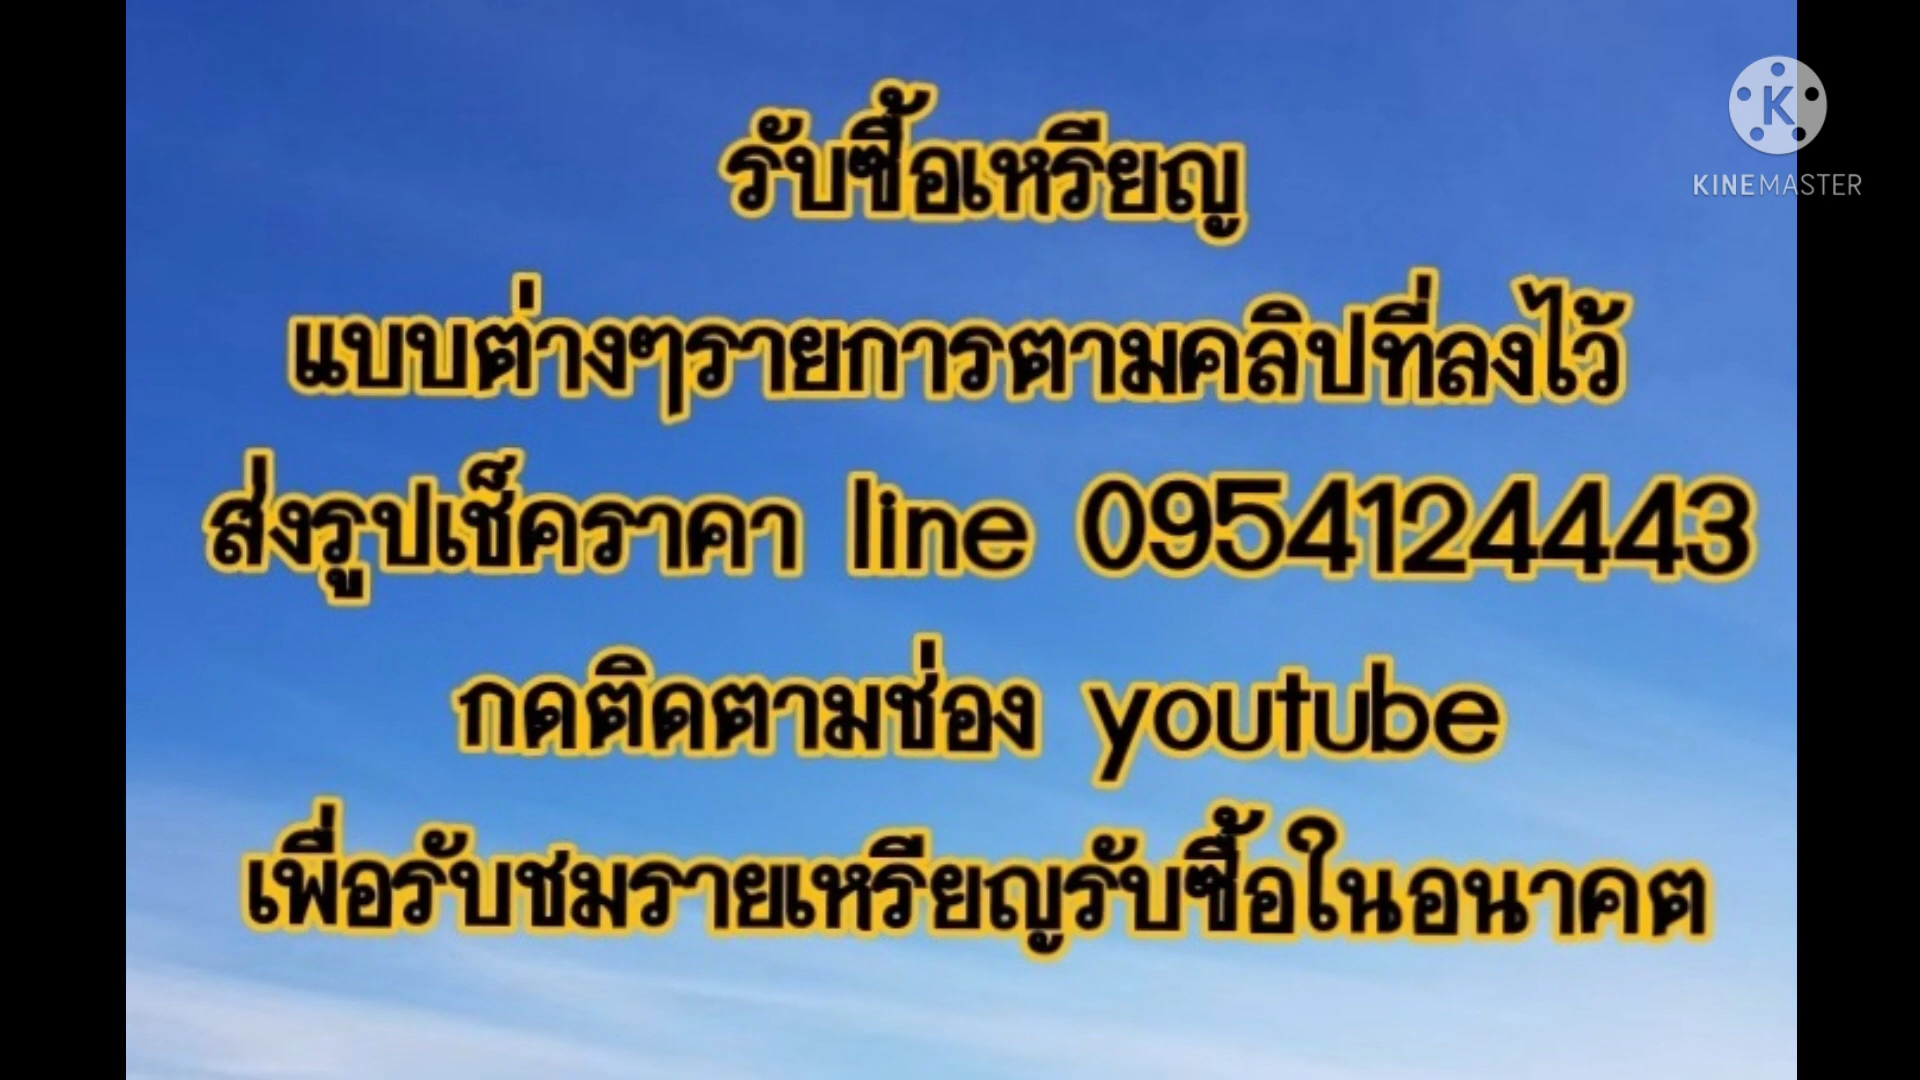 รับซื้อเหรียญ
แบบต่างๆรายการตามคลิปที่ลงไว้
ส่งรูปเช็คราคา line 0954124443
กดติดตามช่อง youtube
เพื่อรับชมรายเหรียญรับซื้อในอนาคต
K
KINEMASTER